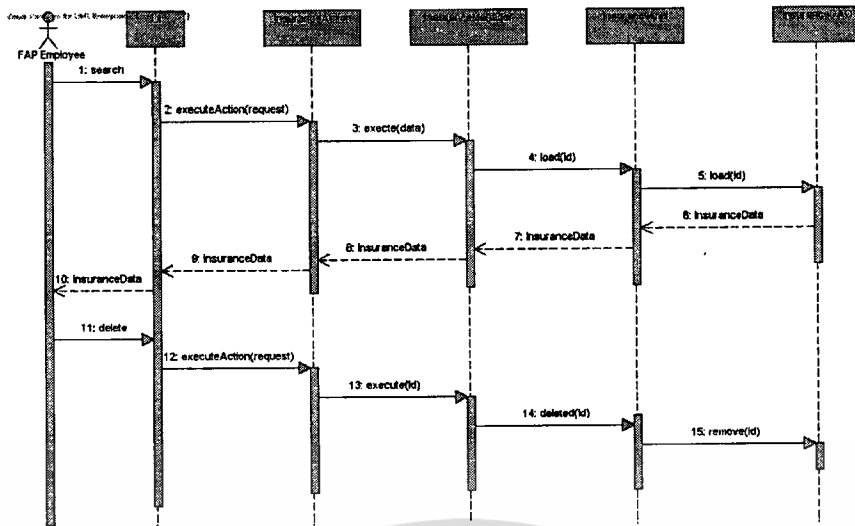 FAP Employee
1: search
2: executeAction(request)
3: execte(data)
4: load(id)
5: load(id)
6: InsuranceData
7: InsuranceData
8: InsuranceData
9: InsuranceData
10: InsuranceData
11: delete
12: executeAction(request)
13: execute(id)
14: deleted(id)
15: remove(id)